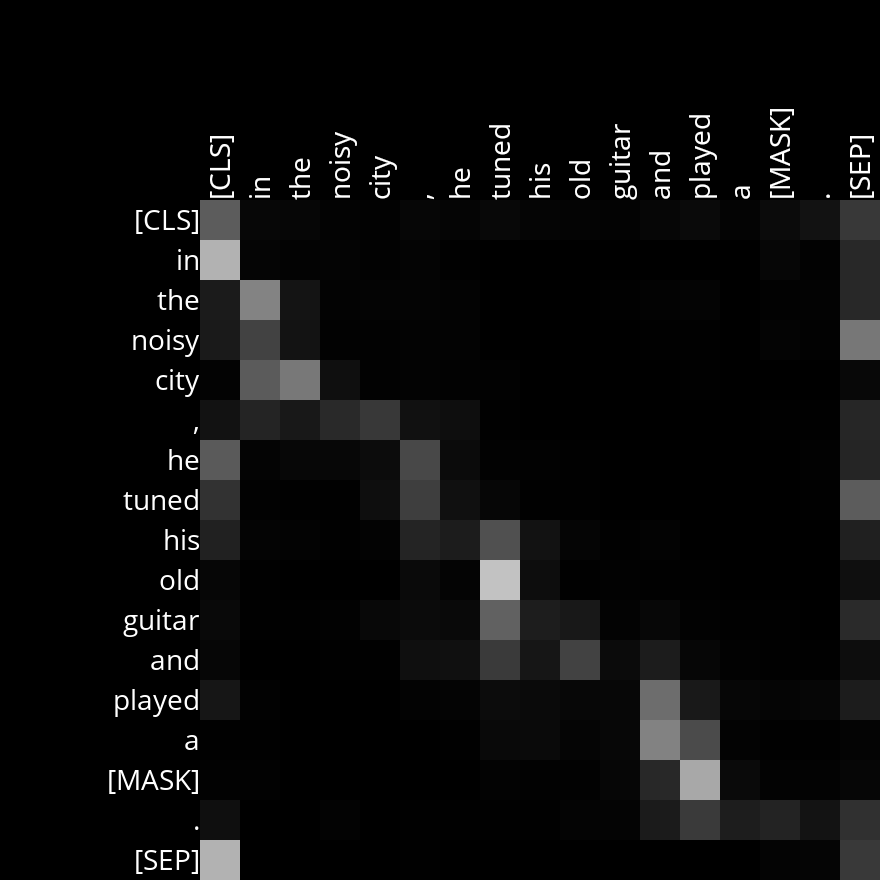 [CLS] in the noisy city , he tuned his old guitar and played a [MASK] . [SEP]
[CLS]
in
the
noisy
city
,
he
tuned
his
old
guitar
and
played
a
[MASK]
.
[SEP]